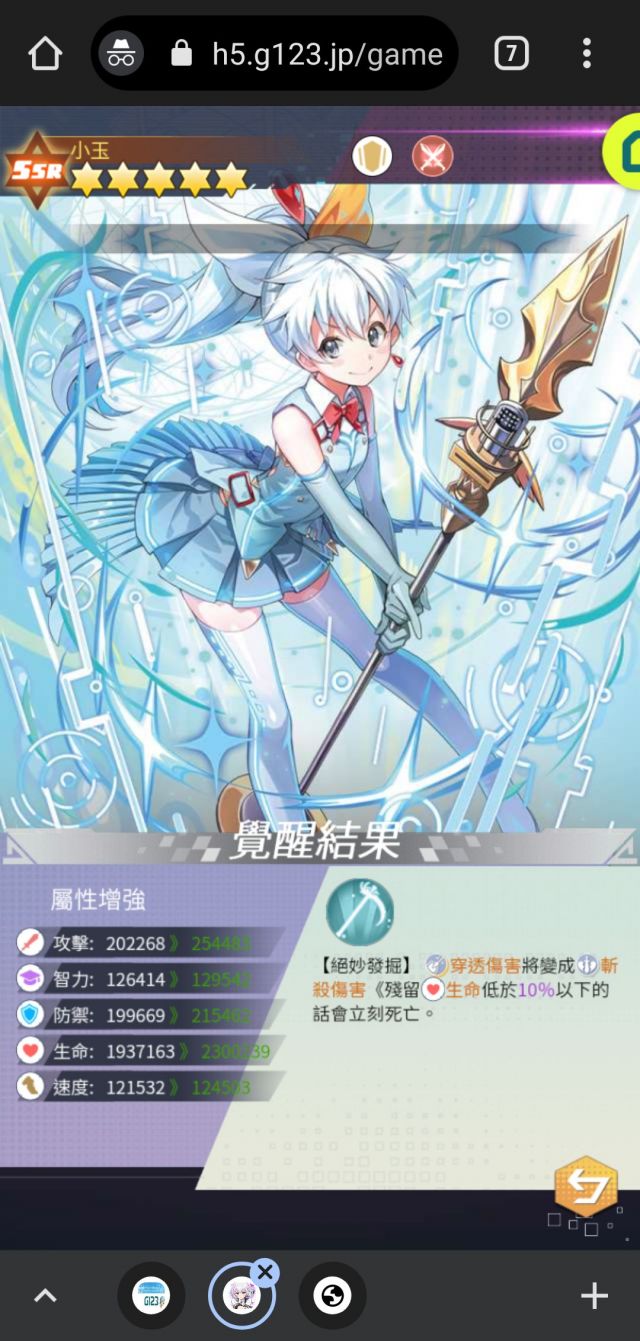 h5.g123.jp/game
7
SSR
小玉
覺醒結果
屬性增強
攻擊: 202268 》 254483
智力: 126414 》 129542
防禦: 199669 》 215462
生命: 1937163 》 2300239
速度: 121532 》
【絕妙發掘】 穿透傷害將變成斬
殺傷害《殘留生命低於10%以下的
話會立刻死亡。
G123